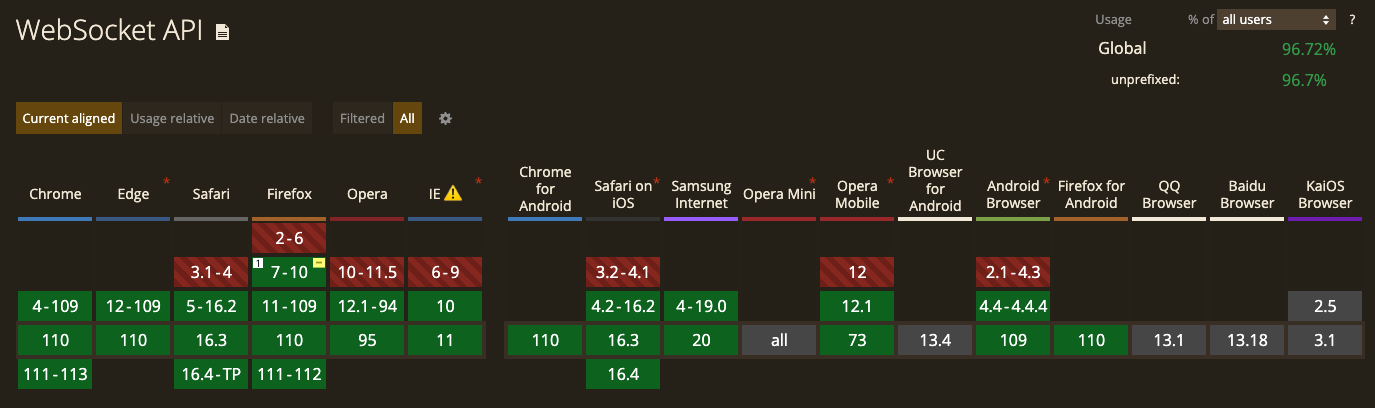 WebSocket API
Usage % of all users ?
Global 96.72%
unprefixed: 96.7%
Current aligned Usage relative Date relative Filtered All
Chrome Edge * Safari Firefox Opera IE * Chrome for Android Safari on iOS * Samsung Internet Opera Mini * Opera Mobile * UC Browser for Android Android Browser * Firefox for Android QQ Browser Baidu Browser KaiOS Browser
2-6
3.1-4 1 7-10 10-11.5 6-9 3.2-4.1 12 2.1-4.3
4-109 12-109 5-16.2 11-109 12.1-94 10 4.2-16.2 4-19.0 12.1 4.4-4.4.4 2.5
110 110 16.3 110 95 11 110 16.3 20 all 73 13.4 109 110 13.1 13.18 3.1
111-113 16.4-TP 111-112 16.4